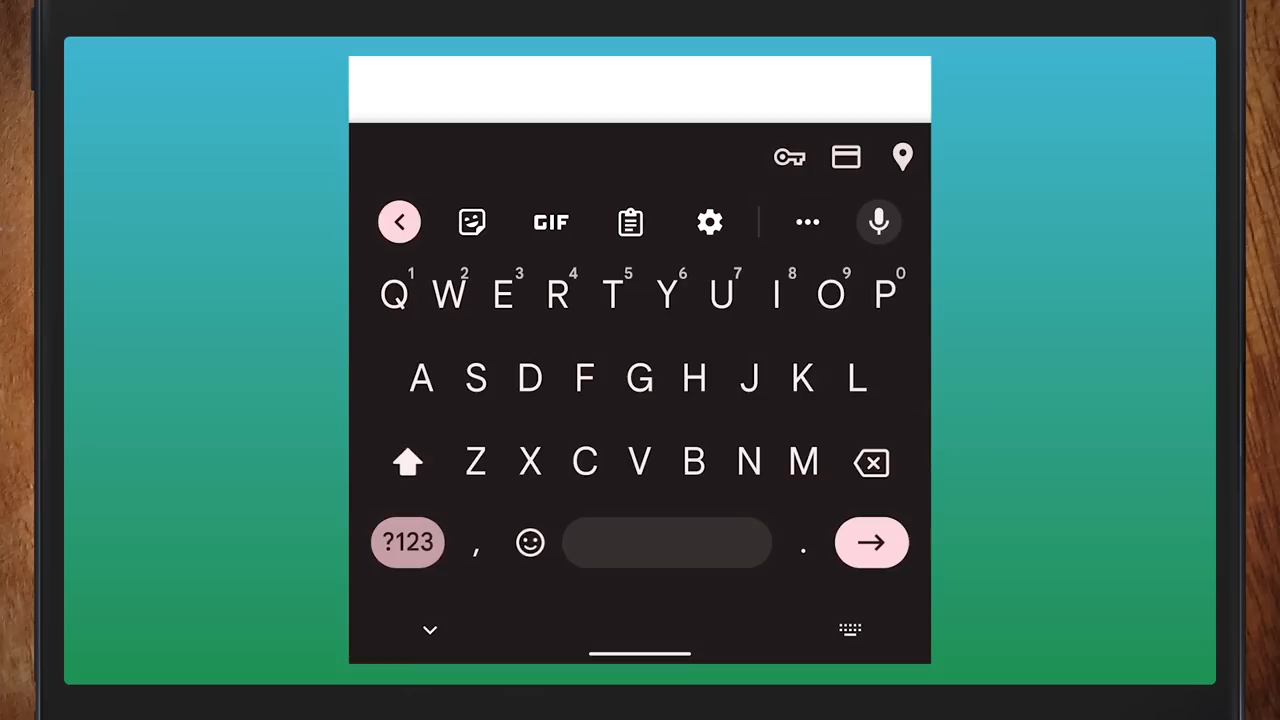 GIF
1 2 3 4 5 6 7 8 9 0
Q W E R T Y U I O P
A S D F G H J K L
Z X C V B N M
?123 , .